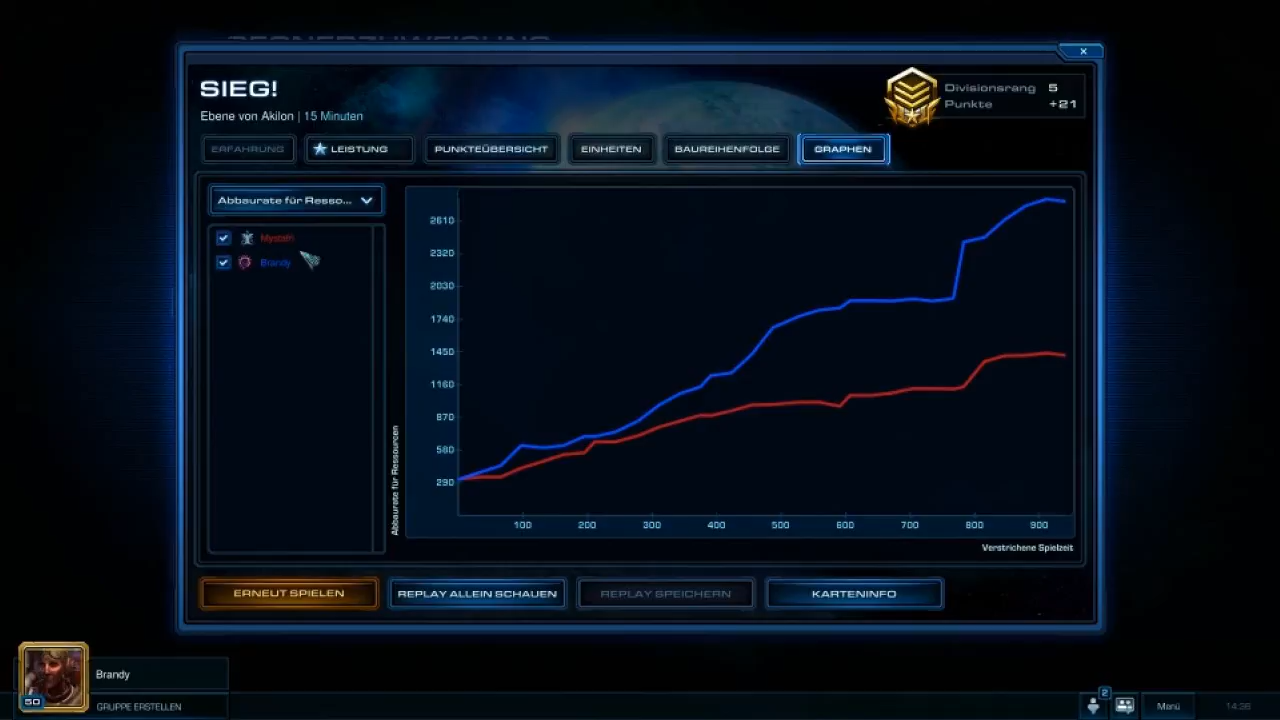 SIEG!
Ebene von Akilon | 15 Minuten
Divisionsrang 5
Punkte +21
ERFAHRUNG
LEISTUNG
PUNKTEÜBERSICHT
EINHEITEN
BAUREIHENFOLGE
GRAPHEN
Abbaurate für Resso...
Brandy
2610
2320
2030
1740
1450
1160
870
580
290
Abbaurate für Ressourcen
100 200 300 400 500 600 700 800 900
Verstrichene Spielzeit
ERNEUT SPIELEN
REPLAY ALLEIN SCHAUEN
REPLAY SPEICHERN
KARTENINFO
50
Brandy
GRUPPE ERSTELLEN
2
Menü
14:36